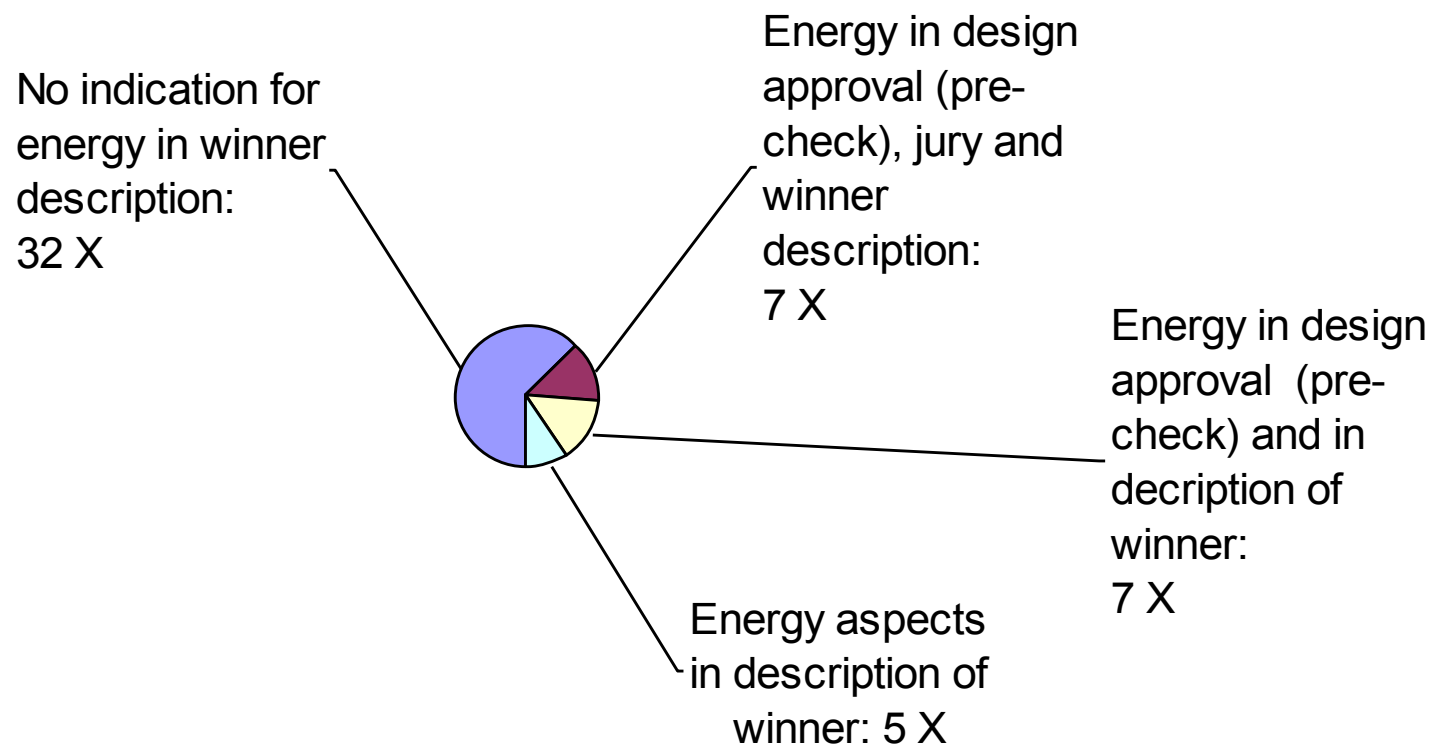 No indication for
energy in winner
description:
32 X
Energy in design
approval (pre-
check), jury and
winner
description:
7 X
Energy in design
approval  (pre-
check) and in
decription of
winner:
7 X
Energy aspects
in description of
winner: 5 X